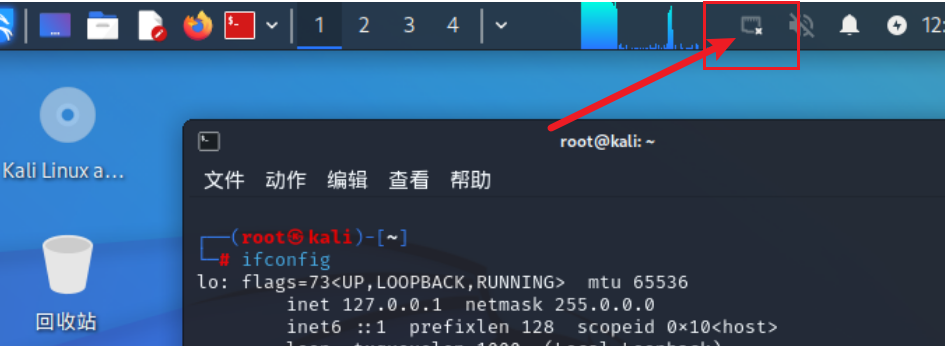 1 2 3 4 12:
Kali Linux a...
回收站
root@kali: ~
文件 动作 编辑 查看 帮助
┌──(root㉿kali)-[~]
└─# ifconfig
lo: flags=73<UP,LOOPBACK,RUNNING> mtu 65536
inet 127.0.0.1 netmask 255.0.0.0
inet6 ::1 prefixlen 128 scopeid 0×10<host>